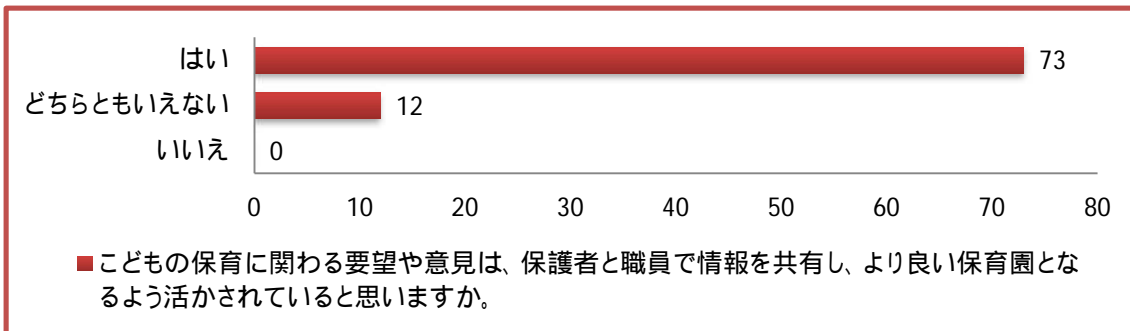 はい 73
どちらともいえない 12
いいえ 0
0 10 20 30 40 50 60 70 80
こどもの保育に関わる要望や意見は、保護者と職員で情報を共有し、より良い保育園とな
るよう活かされていると思いますか。